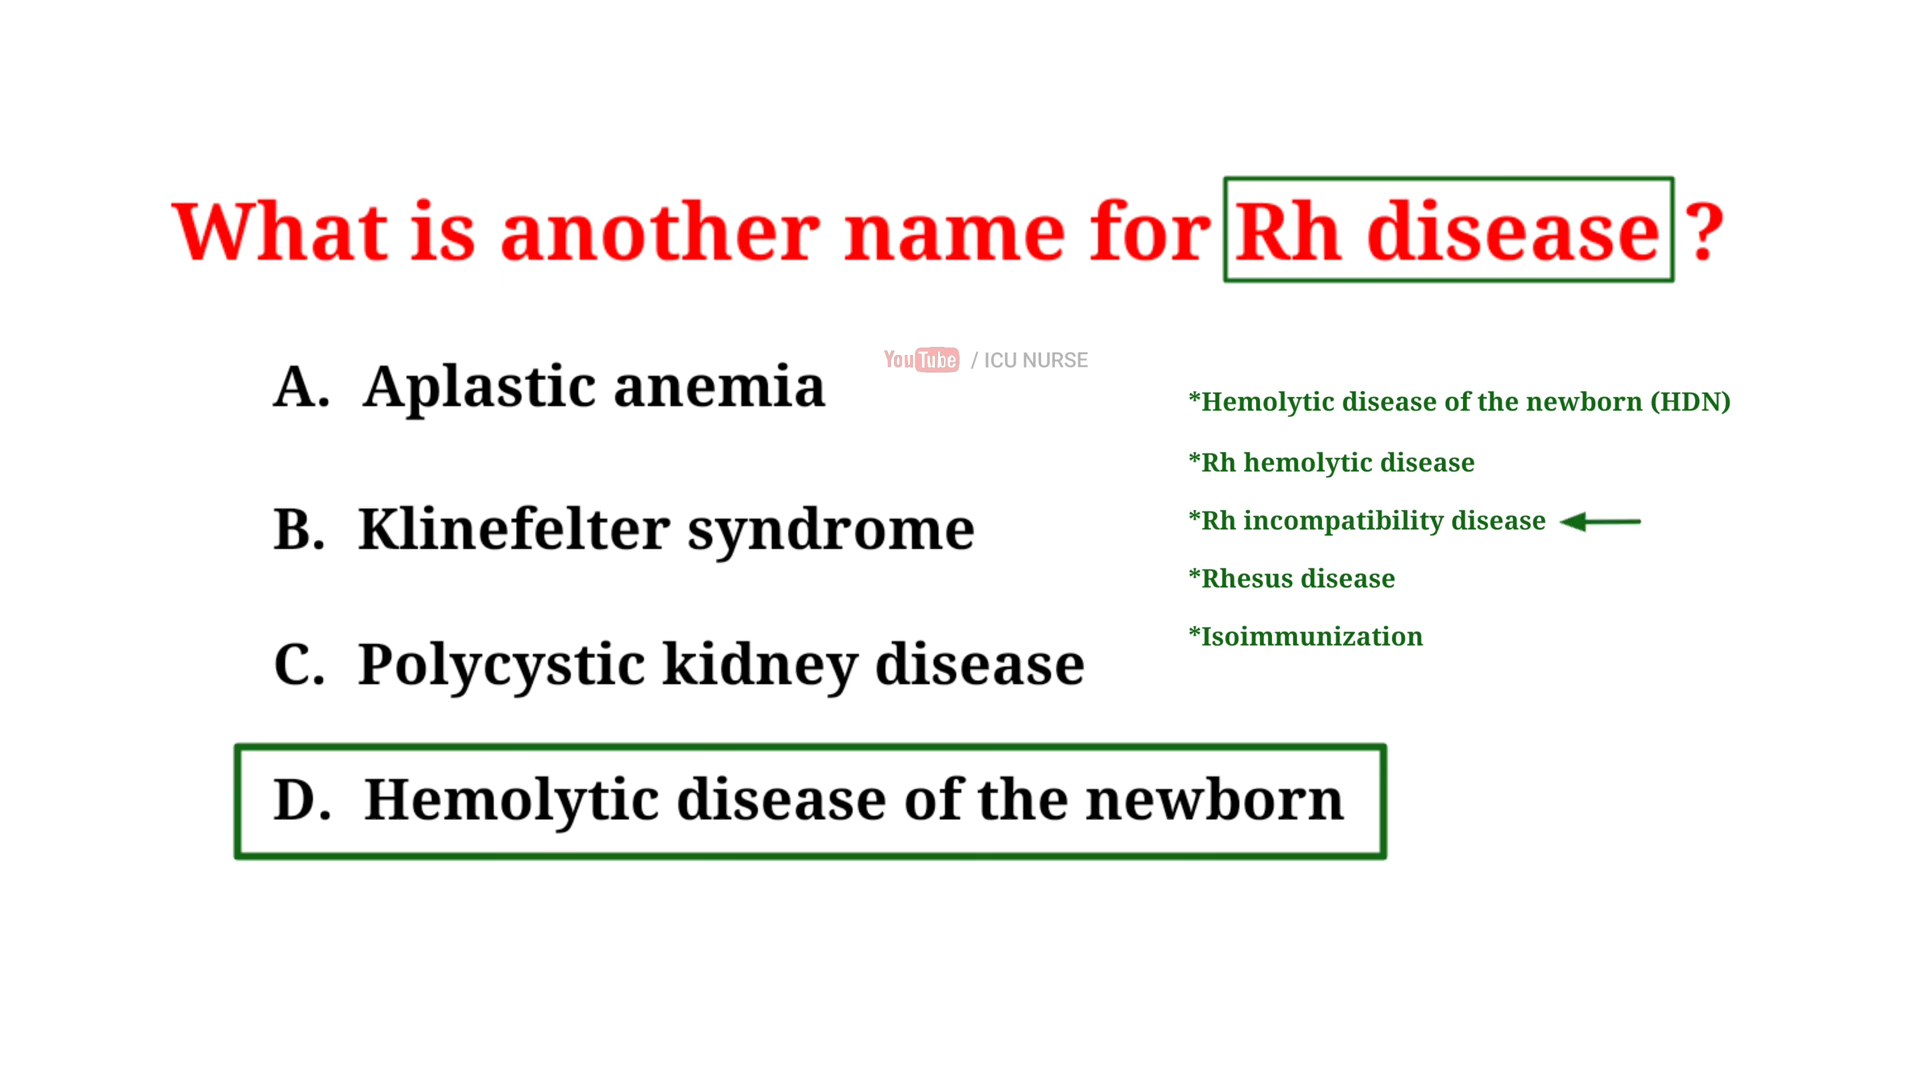 What is another name for Rh disease ?
YouTube / ICU NURSE
A. Aplastic anemia
B. Klinefelter syndrome
C. Polycystic kidney disease
D. Hemolytic disease of the newborn
*Hemolytic disease of the newborn (HDN)
*Rh hemolytic disease
*Rh incompatibility disease
*Rhesus disease
*Isoimmunization